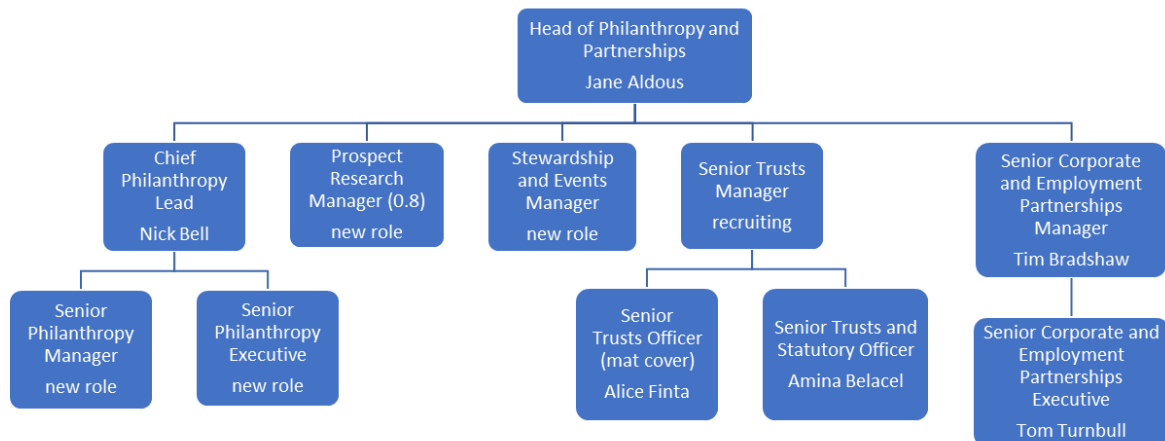 Head of Philanthropy and
Partnerships
Jane Aldous
Chief
Philanthropy
Lead
Nick Bell
Prospect
Research
Manager (0.8)
new role
Stewardship
and Events
Manager
new role
Senior Trusts
Manager
recruiting
Senior Corporate
and Employment
Partnerships
Manager
Tim Bradshaw
Senior
Philanthropy
Manager
new role
Senior
Philanthropy
Executive
new role
Senior
Trusts Officer
(mat cover)
Alice Finta
Senior Trusts and
Statutory Officer
Amina Belacel
Senior Corporate and
Employment
Partnerships
Executive
Tom Turnbull